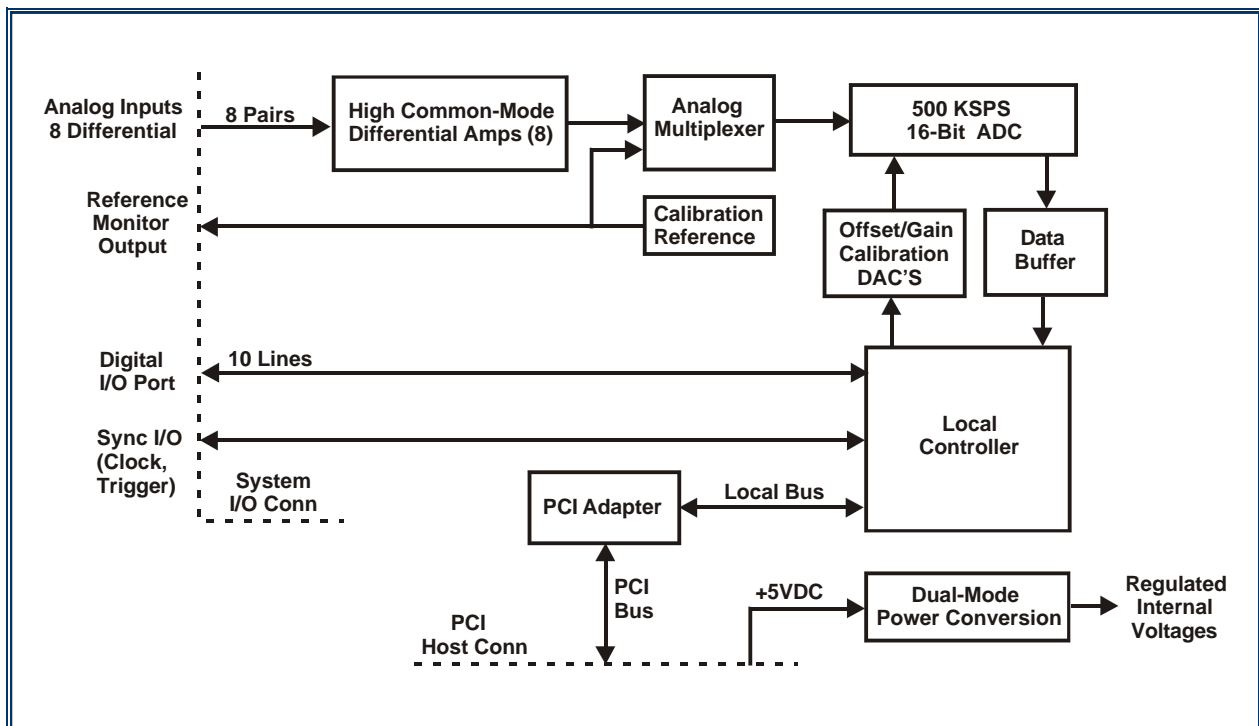 Analog Inputs
8 Differential
8 Pairs
High Common-Mode
Differential Amps (8)
Analog
Multiplexer
500 KSPS
16-Bit ADC
Reference
Monitor
Output
Calibration
Reference
Offset/Gain
Calibration
DAC'S
Data
Buffer
Digital
I/O Port
10 Lines
Local
Controller
Sync I/O
(Clock,
Trigger)
System
I/O Conn
PCI Adapter
Local Bus
PCI
Bus
+5VDC
Dual-Mode
Power Conversion
Regulated
Internal
Voltages
PCI
Host Conn